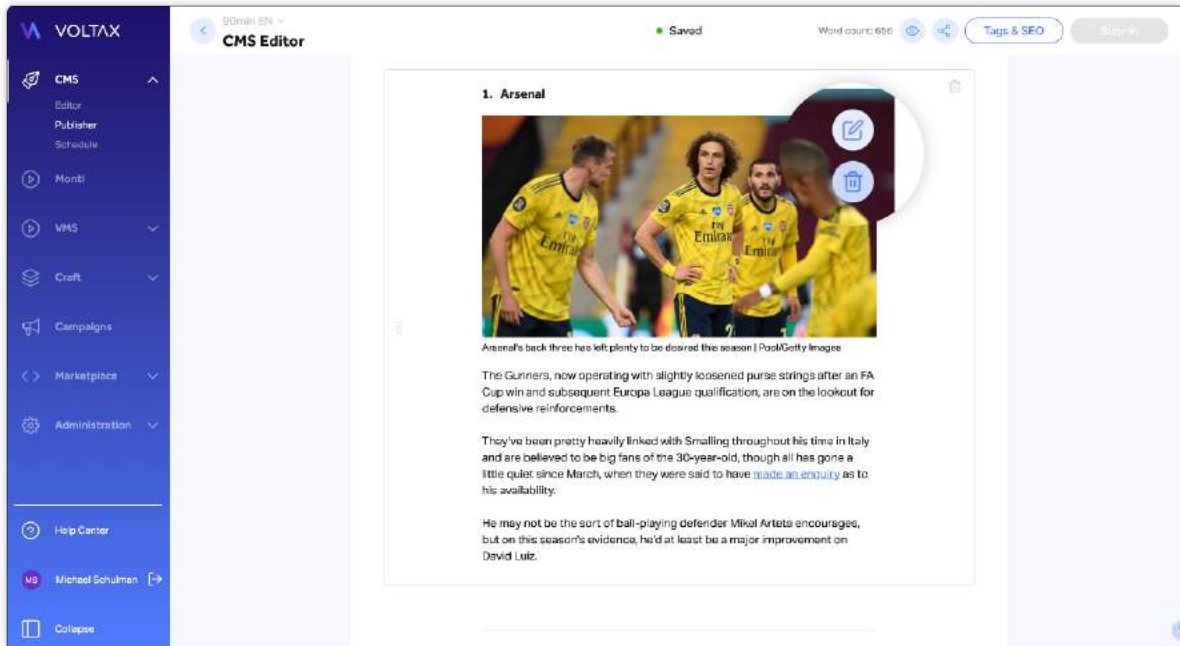 VOLTAX
CMS
Editor
Publisher
Schedule
Monti
VMS
Craft
Campaigns
Marketplace
Administration
Help Center
MS
Michael Schulman
Collapse
90min EN
CMS Editor
Saved
Word count: 656
Tags & SEO
Submit
1. Arsenal
Emirates
Arsenal's back three has left plenty to be desired this season | Pool/Getty Images
The Gunners, now operating with slightly loosened purse strings after an FA
Cup win and subsequent Europa League qualification, are on the lookout for
defensive reinforcements.
They've been pretty heavily linked with Smalling throughout his time in Italy
and are believed to be big fans of the 30-year-old, though all has gone a
little quiet since March, when they were said to have made an enquiry as to
his availability.
He may not be the sort of ball-playing defender Mikel Arteta encourages,
but on this season's evidence, he'd at least be a major improvement on
David Luiz.